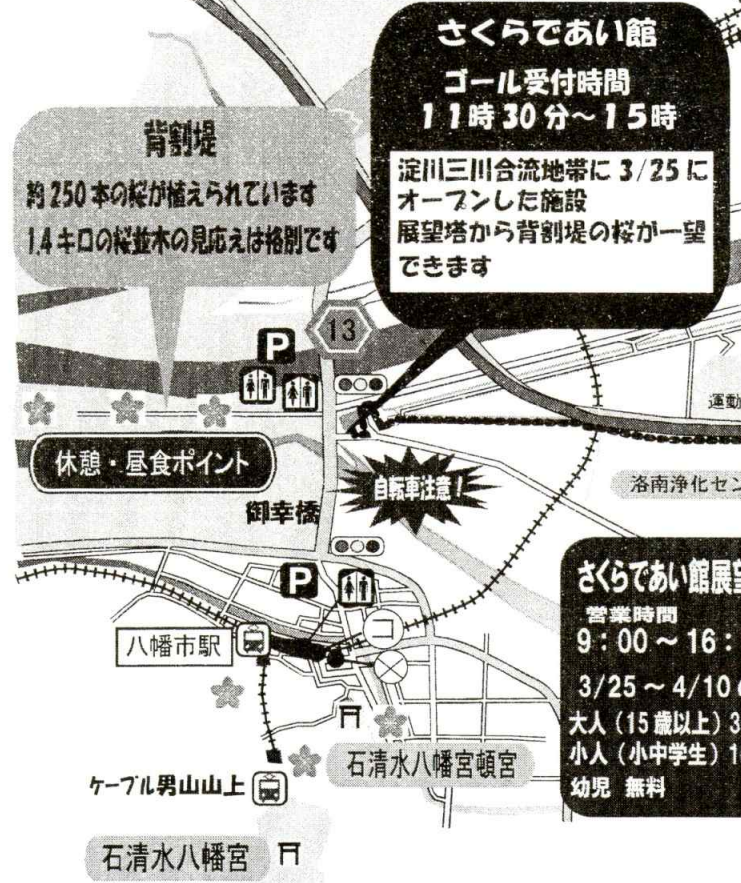 さくらであい館
ゴール受付時間
11時30分～15時
淀川三川合流地帯に 3/25 に
オープンした施設
展望塔から背割堤の桜が一望
できます
背割堤
約250本の桜が植えられています
1.4キロの桜並木の見応えは格別です
P
13
運動
休憩・昼食ポイント
自転車注意！
洛南浄化セン
御幸橋
P
コ
さくらであい館展望
営業時間
9：00～16：
3/25～4/10
大人（15歳以上）3
小人（小中学生）1
幼児 無料
八幡市駅
石清水八幡宮頓宮
ケーブル男山山上
石清水八幡宮